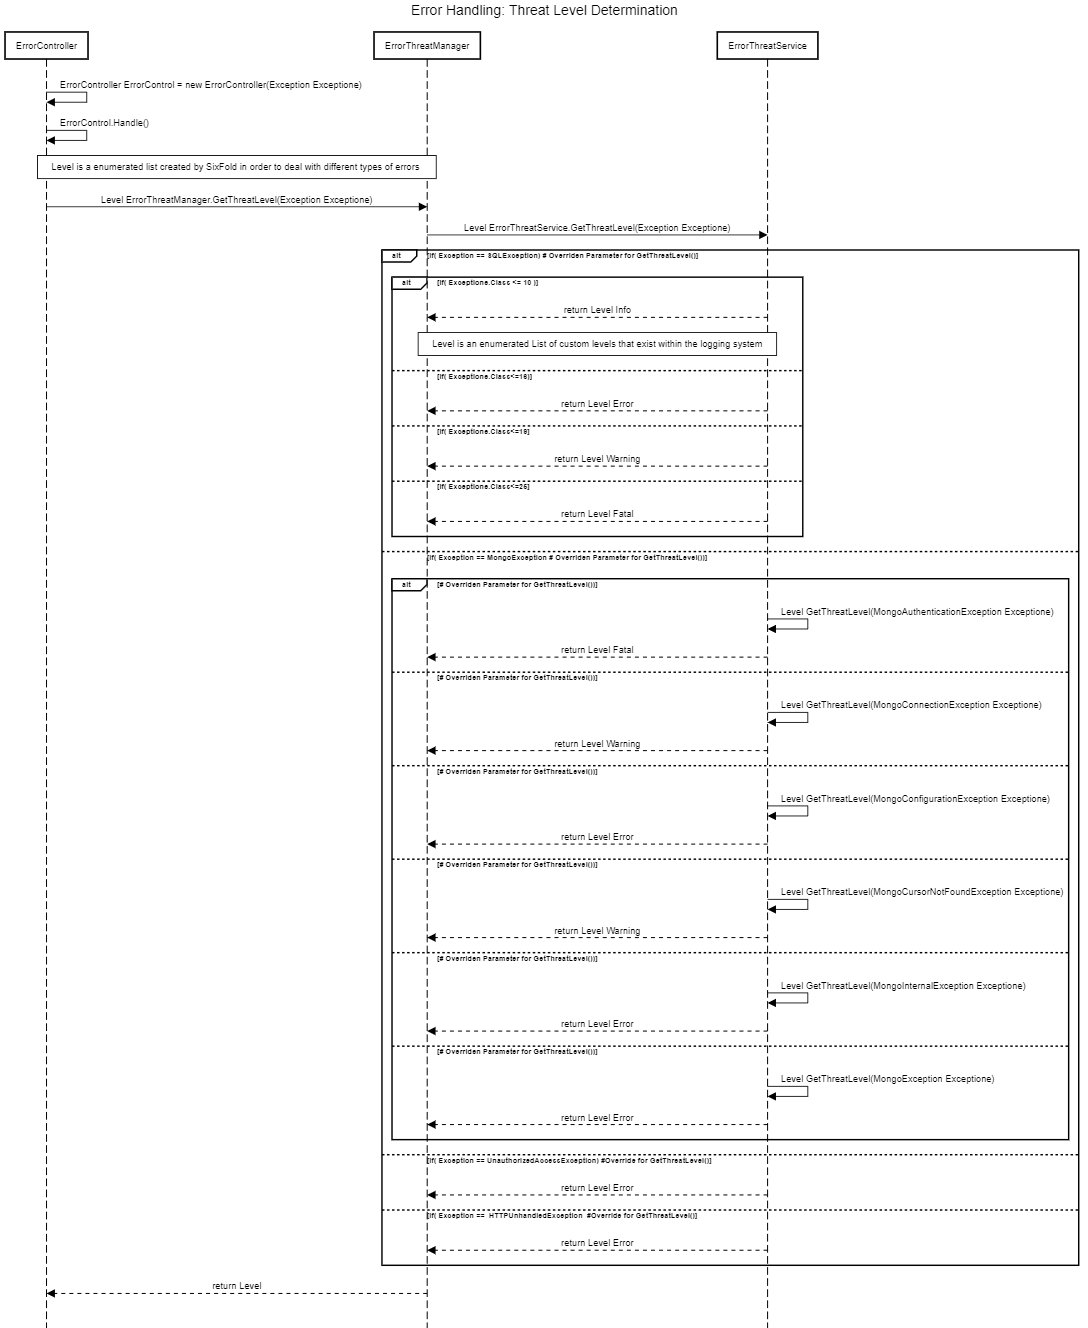 Error Handling: Threat Level Determination
ErrorController
ErrorThreatManager
ErrorThreatService
ErrorController ErrorControl = new ErrorController(Exception Exceptione)
ErrorControl.Handle()
Level is a enumerated list created by SixFold in order to deal with different types of errors
Level ErrorThreatManager.GetThreatLevel(Exception Exceptione)
Level ErrorThreatService.GetThreatLevel(Exception Exceptione)
alt
[if( Exception == SQLException) # Overriden Parameter for GetThreatLevel()]
alt
[if( Exceptione.Class <= 10 )]
return Level Info
Level is an enumerated List of custom levels that exist within the logging system
[if( Exceptione.Class<=16)]
return Level Error
[if( Exceptione.Class<=19]
return Level Warning
[if( Exceptione.Class<=25]
return Level Fatal
[if( Exception == MongoException # Overriden Parameter for GetThreatLevel())]
alt
[# Overriden Parameter for GetThreatLevel())]
Level GetThreatLevel(MongoAuthenticationException Exceptione)
return Level Fatal
[# Overriden Parameter for GetThreatLevel())]
Level GetThreatLevel(MongoConnectionException Exceptione)
return Level Warning
[# Overriden Parameter for GetThreatLevel())]
Level GetThreatLevel(MongoConfigurationException Exceptione)
return Level Error
[# Overriden Parameter for GetThreatLevel())]
Level GetThreatLevel(MongoCursorNotFoundException Exceptione)
return Level Warning
[# Overriden Parameter for GetThreatLevel())]
Level GetThreatLevel(MongoInternalException Exceptione)
return Level Error
[# Overriden Parameter for GetThreatLevel())]
Level GetThreatLevel(MongoException Exceptione)
return Level Error
[if( Exception == UnauthorizedAccessException) #Override for GetThreatLevel()]
return Level Error
[if( Exception == HTTPUnhandledException #Override for GetThreatLevel()]
return Level Error
return Level